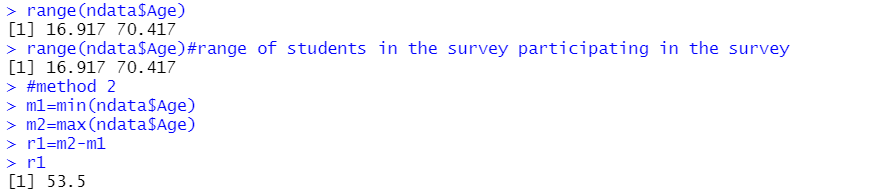 > range(ndata$Age)
[1] 16.917 70.417
> range(ndata$Age)#range of students in the survey participating in the survey
[1] 16.917 70.417
> #method 2
> m1=min(ndata$Age)
> m2=max(ndata$Age)
> r1=m2-m1
> r1
[1] 53.5